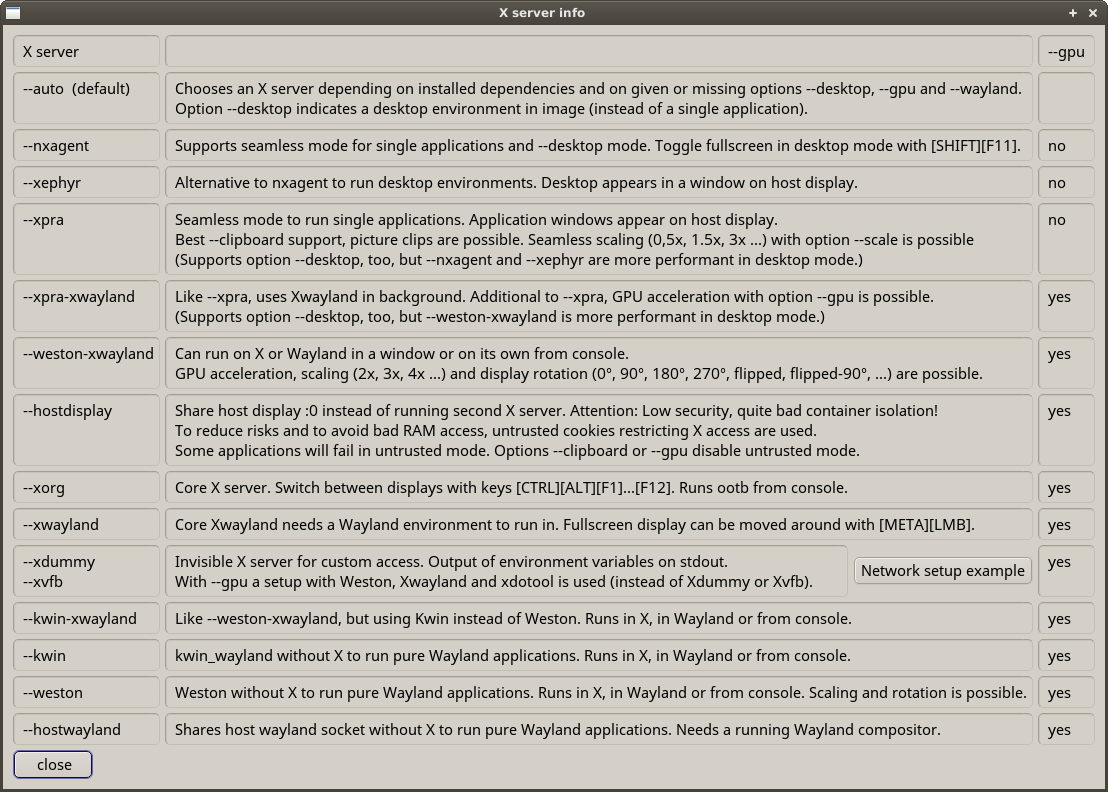 X server info
X server
--gpu
--auto  (default)
Chooses an X server depending on installed dependencies and on given or missing options --desktop, --gpu and --wayland.
Option --desktop indicates a desktop environment in image (instead of a single application).
--nxagent
Supports seamless mode for single applications and --desktop mode. Toggle fullscreen in desktop mode with [SHIFT][F11].
no
--xephyr
Alternative to nxagent to run desktop environments. Desktop appears in a window on host display.
no
--xpra
Seamless mode to run single applications. Application windows appear on host display.
Best --clipboard support, picture clips are possible. Seamless scaling (0,5x, 1.5x, 3x ...) with option --scale is possible
(Supports option --desktop, too, but --nxagent and --xephyr are more performant in desktop mode.)
no
--xpra-xwayland
Like --xpra, uses Xwayland in background. Additional to --xpra, GPU acceleration with option --gpu is possible.
(Supports option --desktop, too, but --weston-xwayland is more performant in desktop mode.)
yes
--weston-xwayland
Can run on X or Wayland in a window or on its own from console.
GPU acceleration, scaling (2x, 3x, 4x ...) and display rotation (0°, 90°, 180°, 270°, flipped, flipped-90°, ...) are possible.
yes
--hostdisplay
Share host display :0 instead of running second X server. Attention: Low security, quite bad container isolation!
To reduce risks and to avoid bad RAM access, untrusted cookies restricting X access are used.
Some applications will fail in untrusted mode. Options --clipboard or --gpu disable untrusted mode.
yes
--xorg
Core X server. Switch between displays with keys [CTRL][ALT][F1]...[F12]. Runs ootb from console.
yes
--xwayland
Core Xwayland needs a Wayland environment to run in. Fullscreen display can be moved around with [META][LMB].
yes
--xdummy
--xvfb
Invisible X server for custom access. Output of environment variables on stdout.
With --gpu a setup with Weston, Xwayland and xdotool is used (instead of Xdummy or Xvfb).
Network setup example
yes
--kwin-xwayland
Like --weston-xwayland, but using Kwin instead of Weston. Runs in X, in Wayland or from console.
yes
--kwin
kwin_wayland without X to run pure Wayland applications. Runs in X, in Wayland or from console.
yes
--weston
Weston without X to run pure Wayland applications. Runs in X, in Wayland or from console. Scaling and rotation is possible.
yes
--hostwayland
Shares host wayland socket without X to run pure Wayland applications. Needs a running Wayland compositor.
yes
close